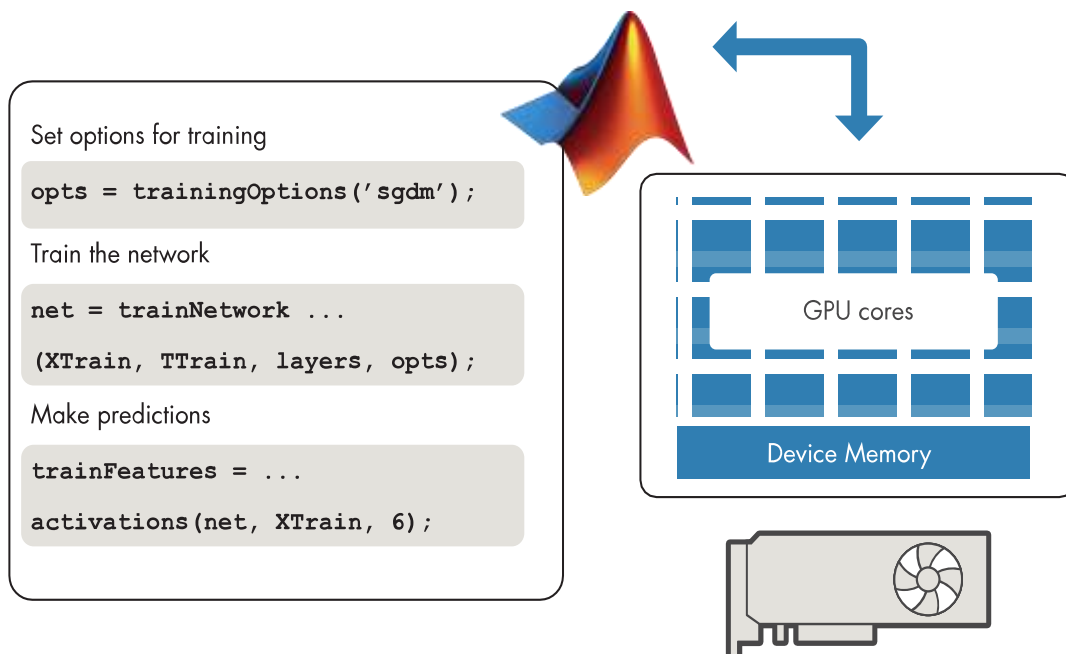 Set options for training
opts = trainingOptions('sgdm');
Train the network
net = trainNetwork ...
(XTrain, TTrain, layers, opts);
Make predictions
trainFeatures = ...
activations(net, XTrain, 6);
GPU cores
Device Memory